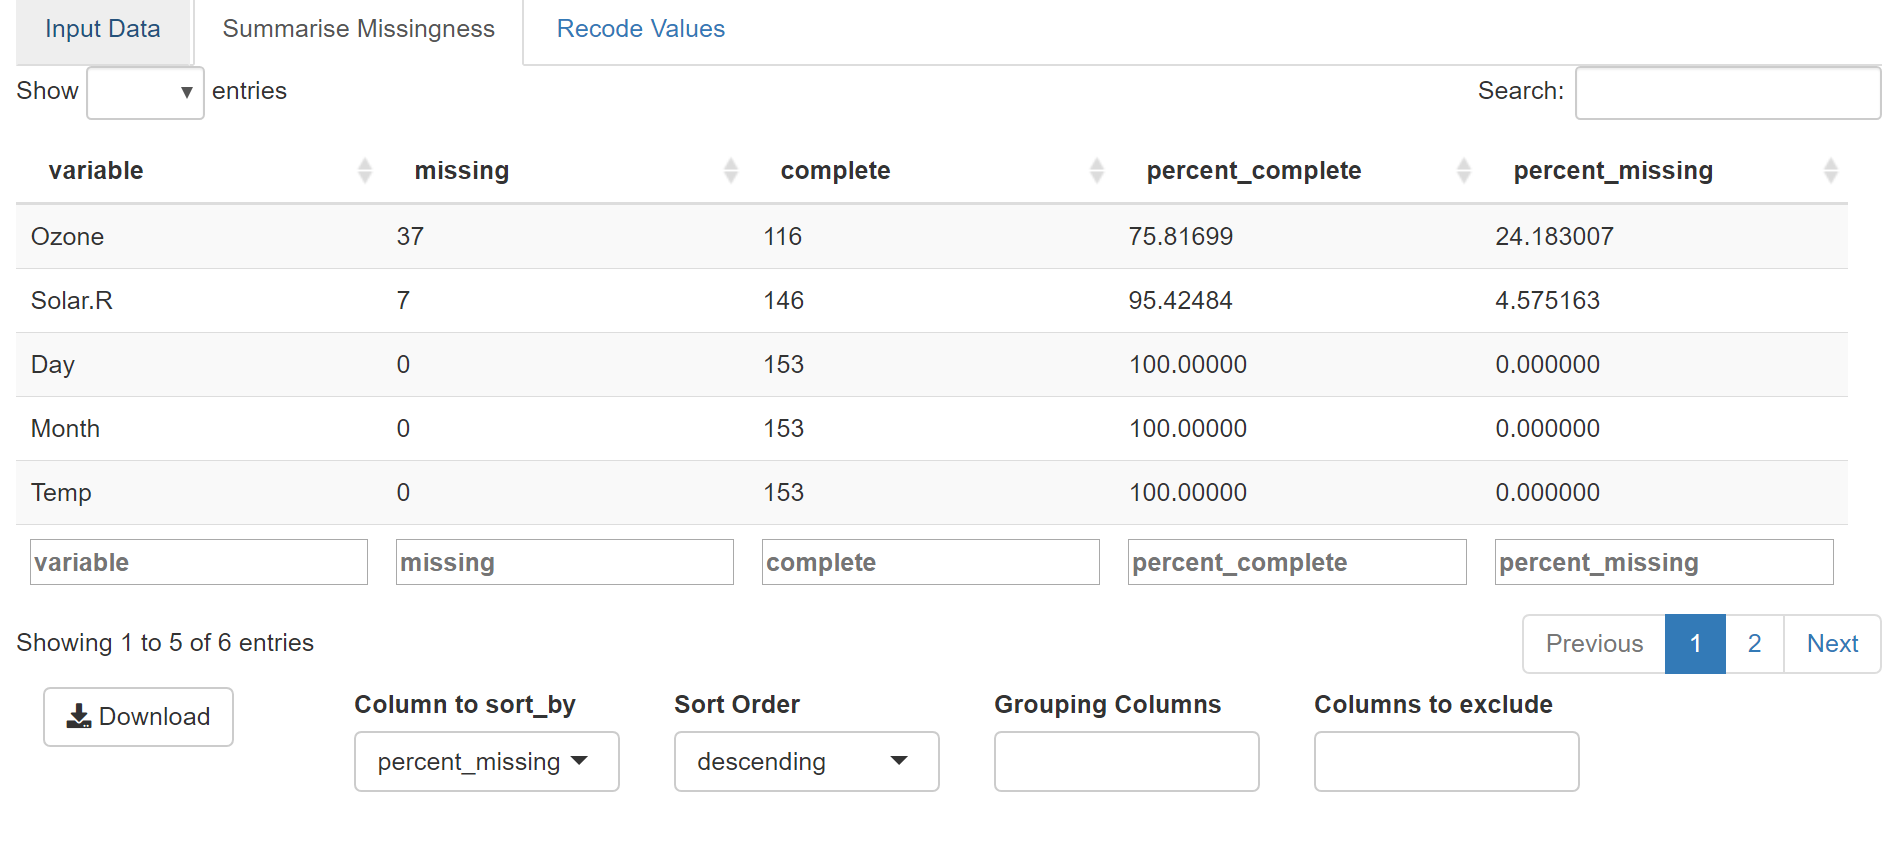 Input Data Summarise Missingness Recode Values
Show entries Search:
variable missing complete percent_complete percent_missing
Ozone 37 116 75.81699 24.183007
Solar.R 7 146 95.42484 4.575163
Day 0 153 100.00000 0.000000
Month 0 153 100.00000 0.000000
Temp 0 153 100.00000 0.000000
variable missing complete percent_complete percent_missing
Showing 1 to 5 of 6 entries Previous 1 2 Next
Download Column to sort_by Sort Order Grouping Columns Columns to exclude
percent_missing descending